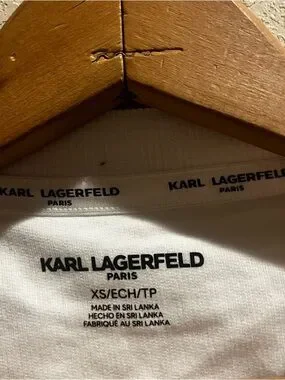 KARL LAGERFELD
PARIS
KARL LAGERFELD
PARIS
KARL LAGERFELD
PARIS
XS/ECH/TP
MADE IN SRI LANKA
HECHO EN SRI LANKA
FABRIQUÉ AU SRI LANKA